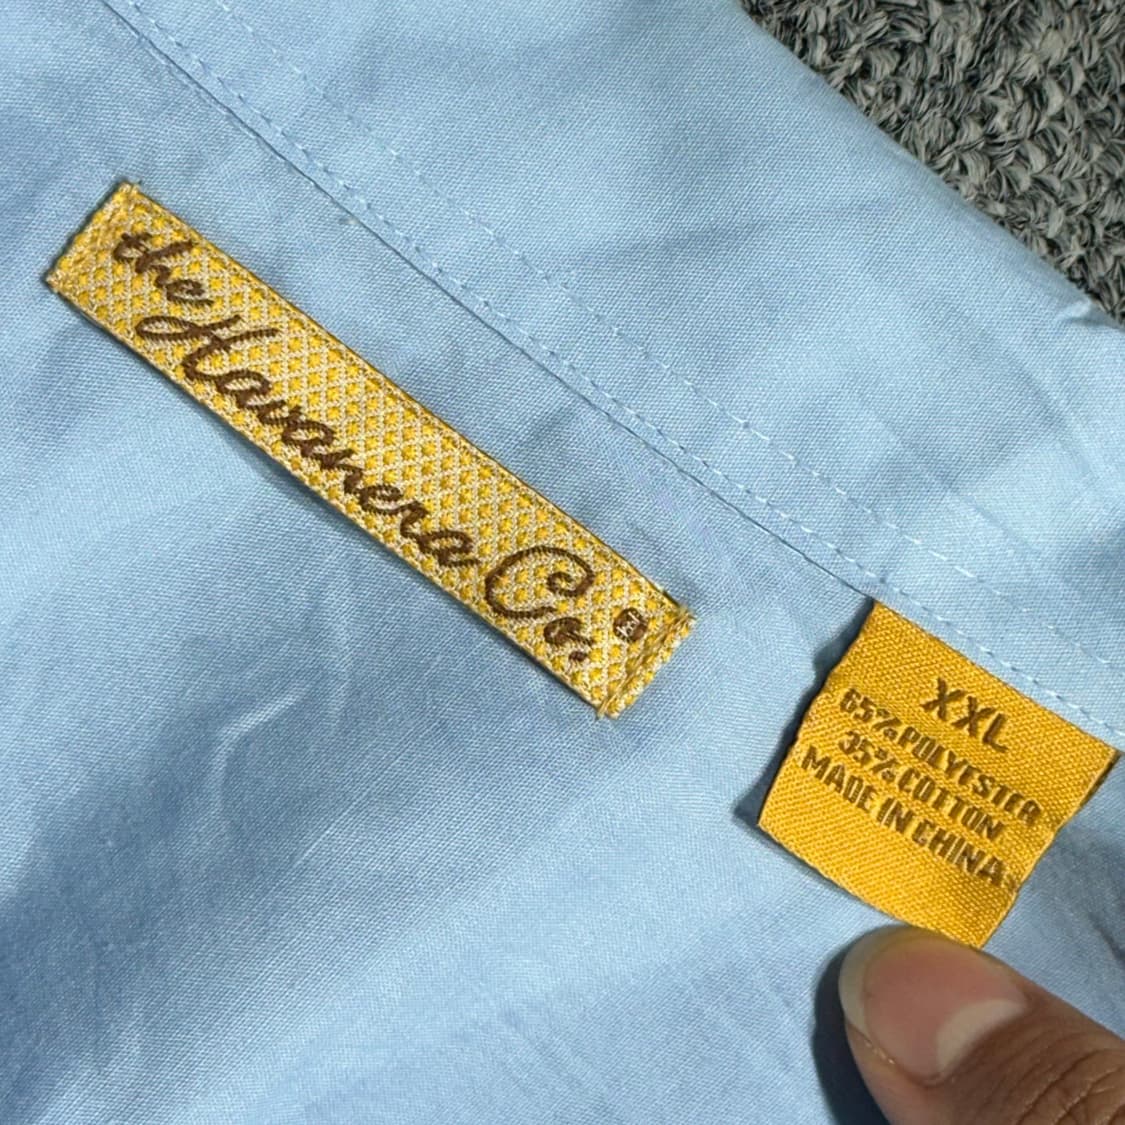 the Havanera Co.
XXL
65% POLYESTER
35% COTTON
MADE IN CHINA